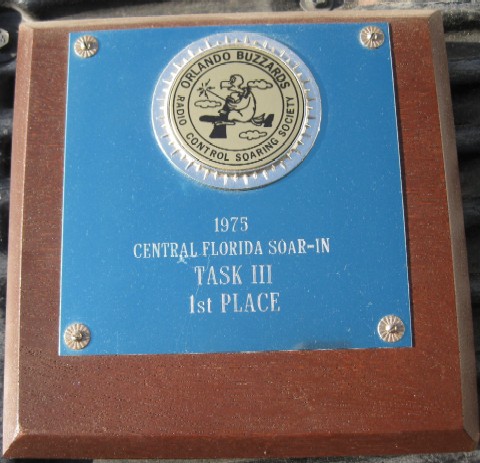 ORLANDO BUZZARDS
RADIO CONTROL SOARING SOCIETY
1975
CENTRAL FLORIDA SOAR-IN
TASK III
1st PLACE